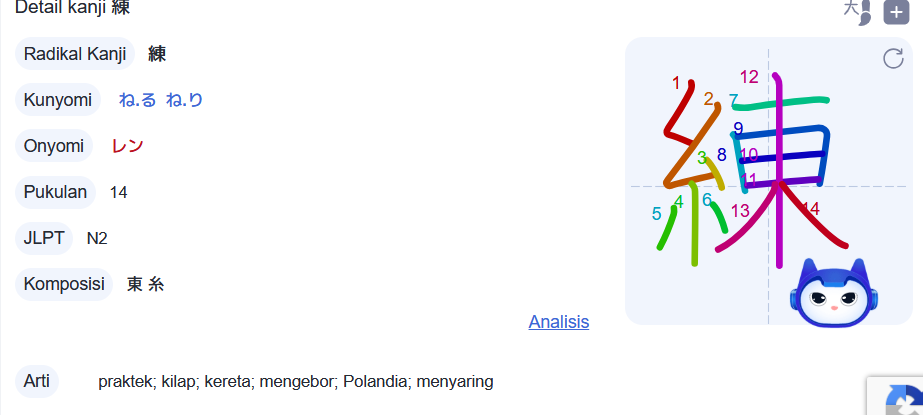 Detail kanji 練
Radikal Kanji 練
Kunyomi ね.る ね.り
Onyomi レン
Pukulan 14
JLPT N2
Komposisi 東 糸
Analisis
Arti praktek; kilap; kereta; mengebor; Polandia; menyaring
大
1
2
3
4
5
6
7
8
9
10
11
12
13
14